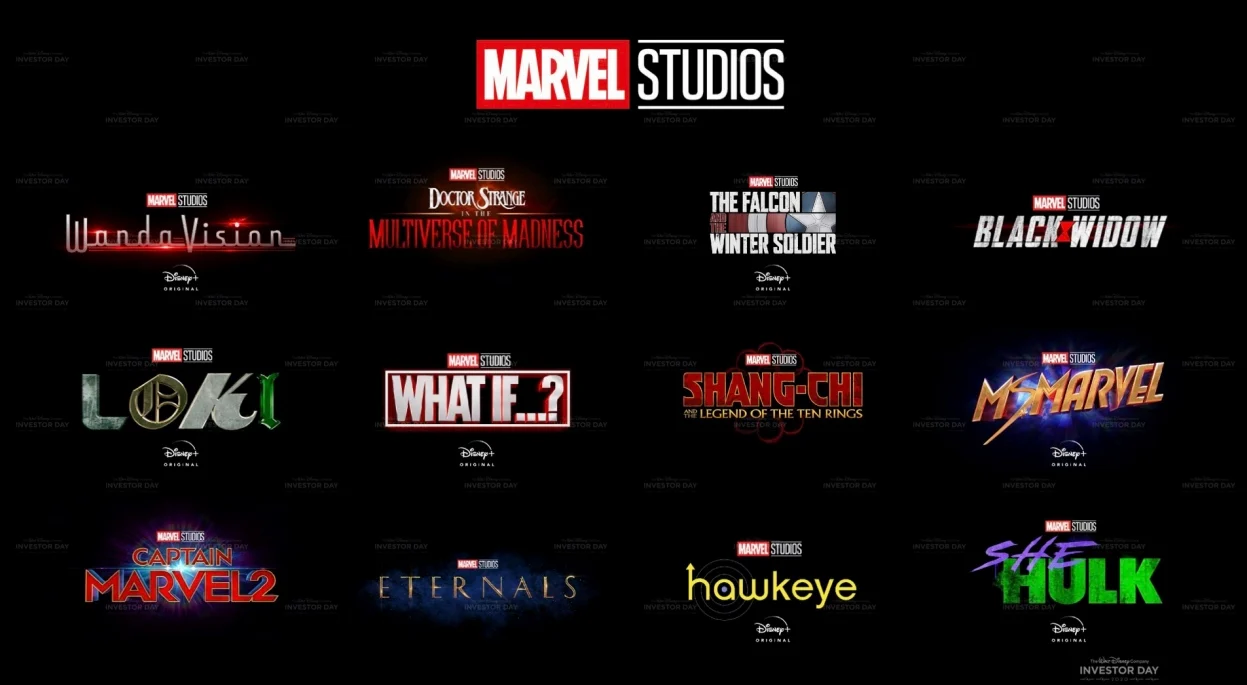 MARVEL STUDIOS
MARVEL STUDIOS
WandaVision
Disney+
ORIGINAL
MARVEL STUDIOS
DOCTOR STRANGE
IN THE
MULTIVERSE OF MADNESS
MARVEL STUDIOS
THE FALCON
AND THE
WINTER SOLDIER
Disney+
ORIGINAL
MARVEL STUDIOS
BLACK WIDOW
MARVEL STUDIOS
LOKI
Disney+
ORIGINAL
MARVEL STUDIOS
WHAT IF...?
Disney+
ORIGINAL
MARVEL STUDIOS
SHANG-CHI
AND THE LEGEND OF THE TEN RINGS
MARVEL STUDIOS
MS MARVEL
Disney+
ORIGINAL
MARVEL STUDIOS
CAPTAIN
MARVEL 2
MARVEL STUDIOS
ETERNALS
MARVEL STUDIOS
hawkeye
Disney+
ORIGINAL
MARVEL STUDIOS
SHE
HULK
Disney+
ORIGINAL
The Walt Disney Company
INVESTOR DAY
2020